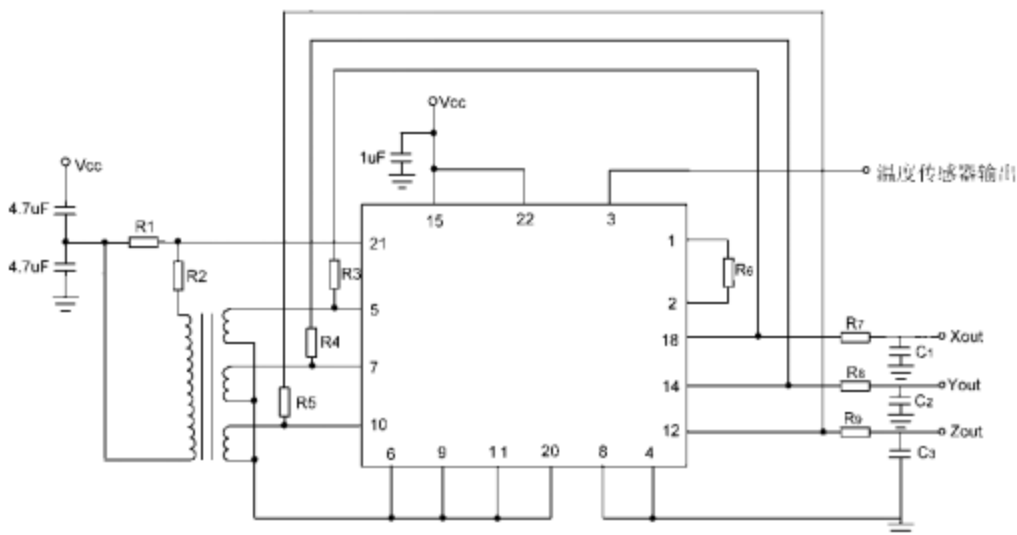 Vcc
1uF
Vcc
温度传感器输出
4.7uF
15
22
3
R1
21
1
4.7uF
R2
R3
R6
5
2
R4
18
R7
Xout
C1
7
14
R8
Yout
R5
C2
10
12
R9
Zout
6
9
11
20
8
4
C3